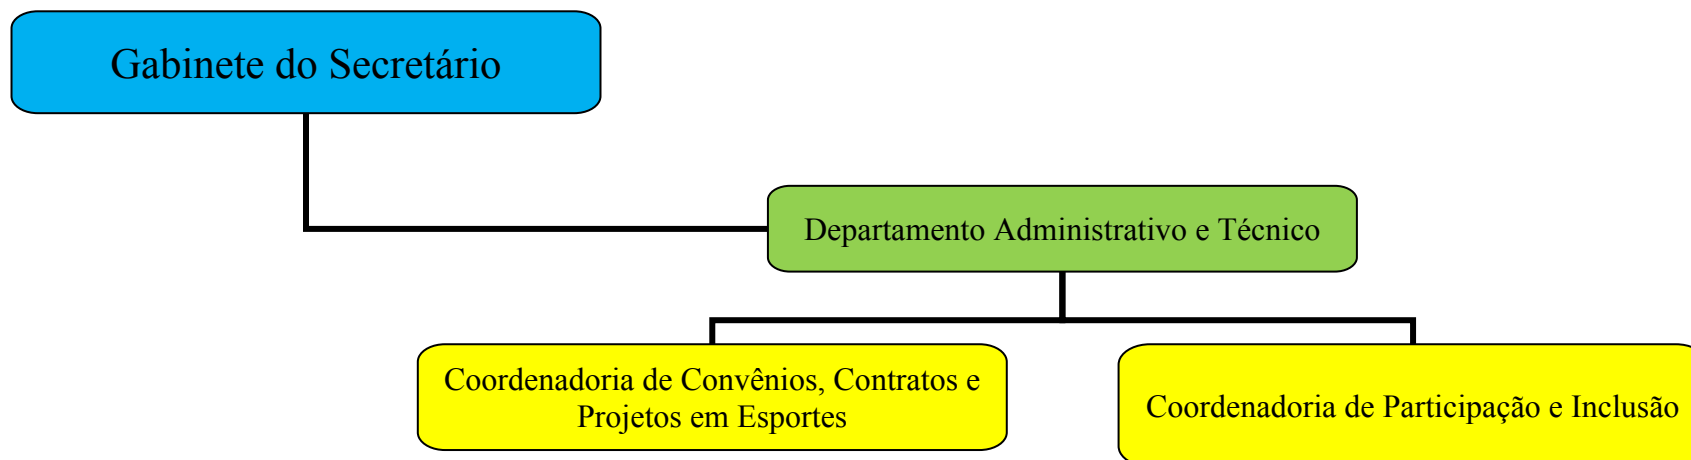 Gabinete do Secretário
Departamento Administrativo e Técnico
Coordenadoria de Convênios, Contratos e
Projetos em Esportes
Coordenadoria de Participação e Inclusão